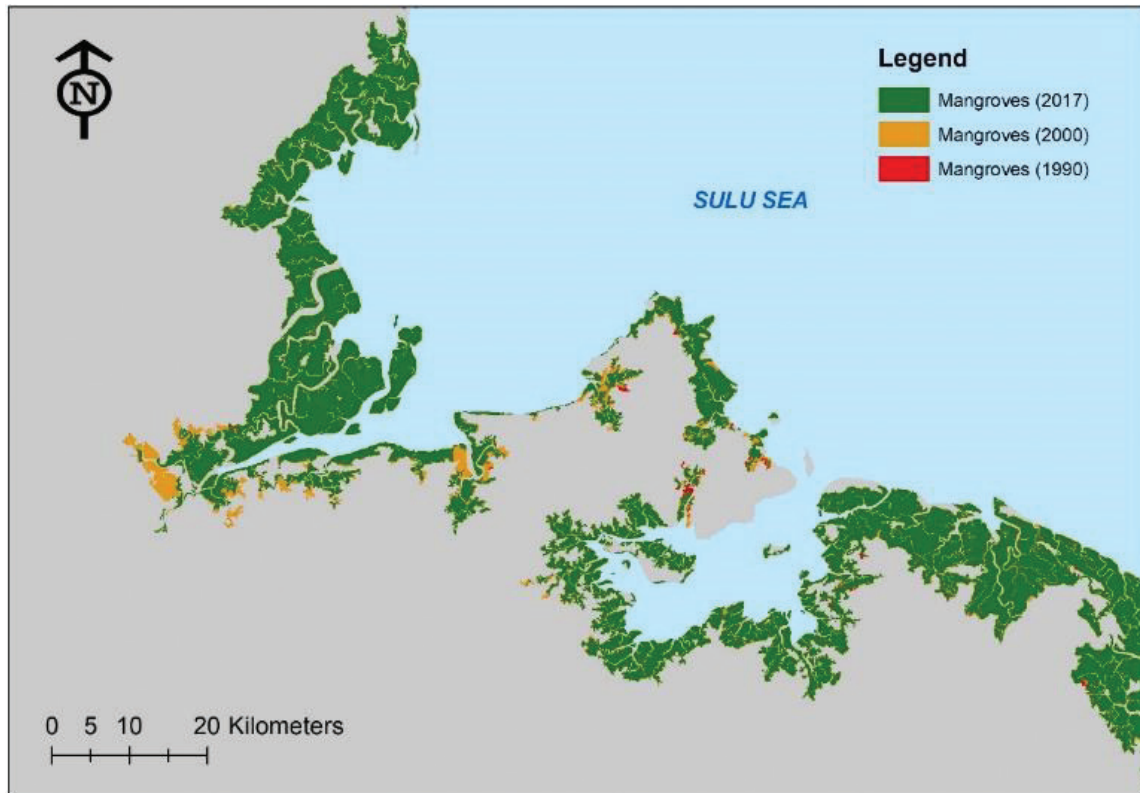 N
Legend
Mangroves (2017)
Mangroves (2000)
Mangroves (1990)
SULU SEA
0 5 10 20 Kilometers